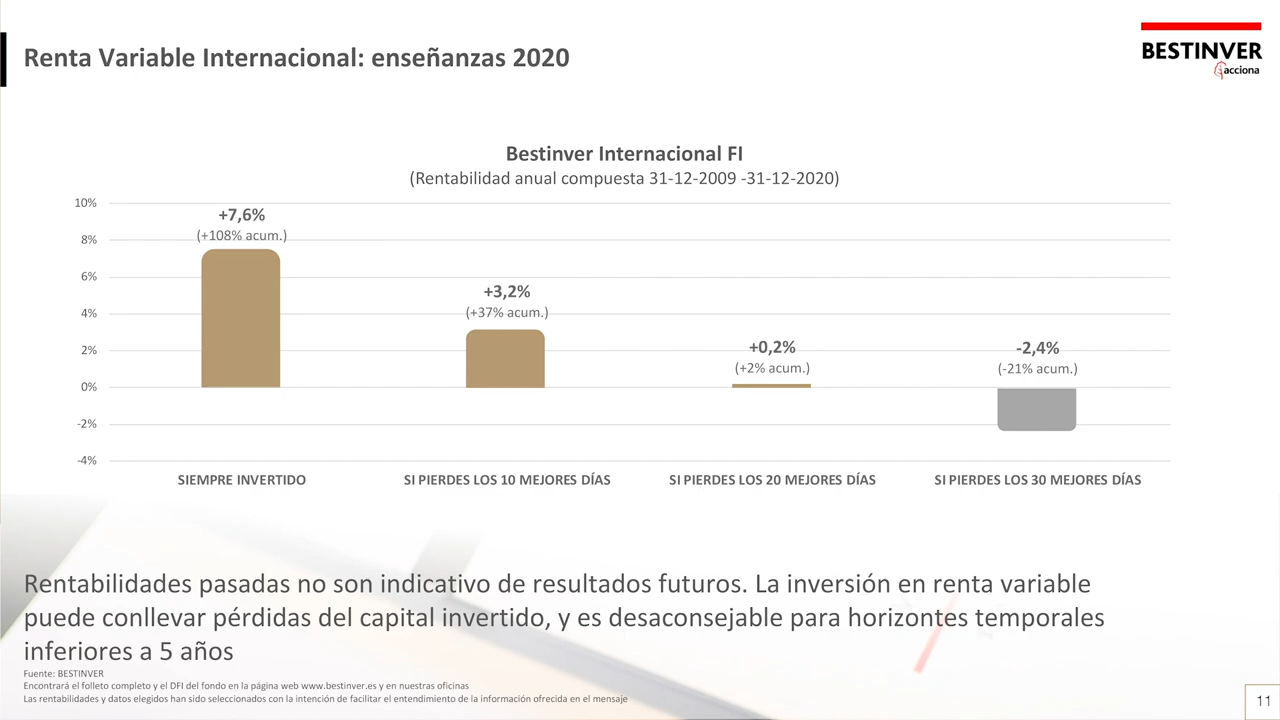 Renta Variable Internacional: enseñanzas 2020
BESTINVER
acciona
Bestinver Internacional FI
(Rentabilidad anual compuesta 31-12-2009 -31-12-2020)
10%
8%
6%
4%
2%
0%
-2%
-4%
+7,6%
(+108% acum.)
+3,2%
(+37% acum.)
+0,2%
(+2% acum.)
-2,4%
(-21% acum.)
SIEMPRE INVERTIDO
SI PIERDES LOS 10 MEJORES DÍAS
SI PIERDES LOS 20 MEJORES DÍAS
SI PIERDES LOS 30 MEJORES DÍAS
Rentabilidades pasadas no son indicativo de resultados futuros. La inversión en renta variable
puede conllevar pérdidas del capital invertido, y es desaconsejable para horizontes temporales
inferiores a 5 años
Fuente: BESTINVER
Encontrará el folleto completo y el DFI del fondo en la página web www.bestinver.es y en nuestras oficinas
Las rentabilidades y datos elegidos han sido seleccionados con la intención de facilitar el entendimiento de la información ofrecida en el mensaje
11